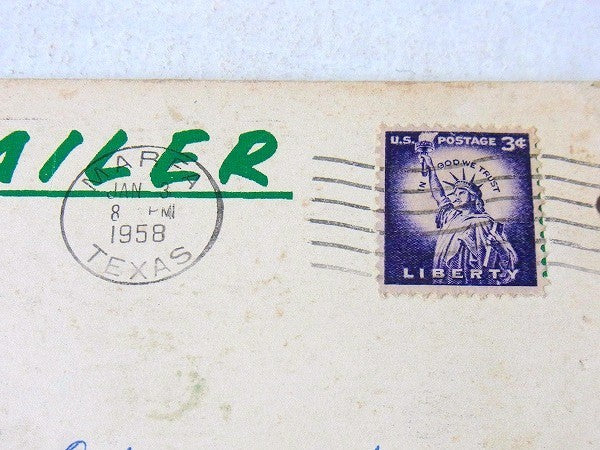 AILER
MARFA
JAN 3
8 PM
1958
TEXAS
U.S. POSTAGE 3¢
IN GOD WE TRUST
LIBERTY